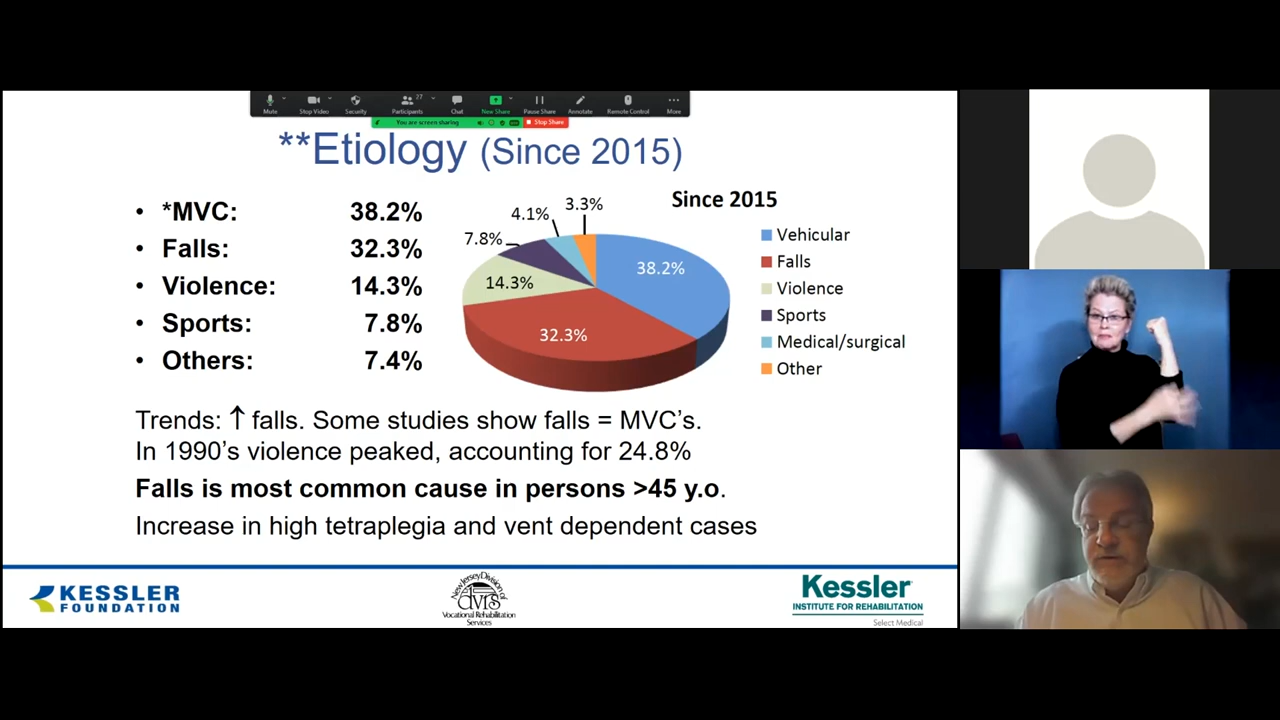 Mute
Stop Video
Security
27
Participants
Chat
New Share
Pause Share
Annotate
Remote Control
More
You are screen sharing
Stop Share
**Etiology (Since 2015)
• *MVC: 38.2%
• Falls: 32.3%
• Violence: 14.3%
• Sports: 7.8%
• Others: 7.4%
Since 2015
3.3%
4.1%
7.8%
14.3%
38.2%
32.3%
Vehicular
Falls
Violence
Sports
Medical/surgical
Other
Trends: ↑ falls. Some studies show falls = MVC’s.
In 1990’s violence peaked, accounting for 24.8%
Falls is most common cause in persons >45 y.o.
Increase in high tetraplegia and vent dependent cases
KESSLER
FOUNDATION
New Jersey Division of
dvrs
Vocational Rehabilitation
Services
Kessler
INSTITUTE FOR REHABILITATION
Select Medical